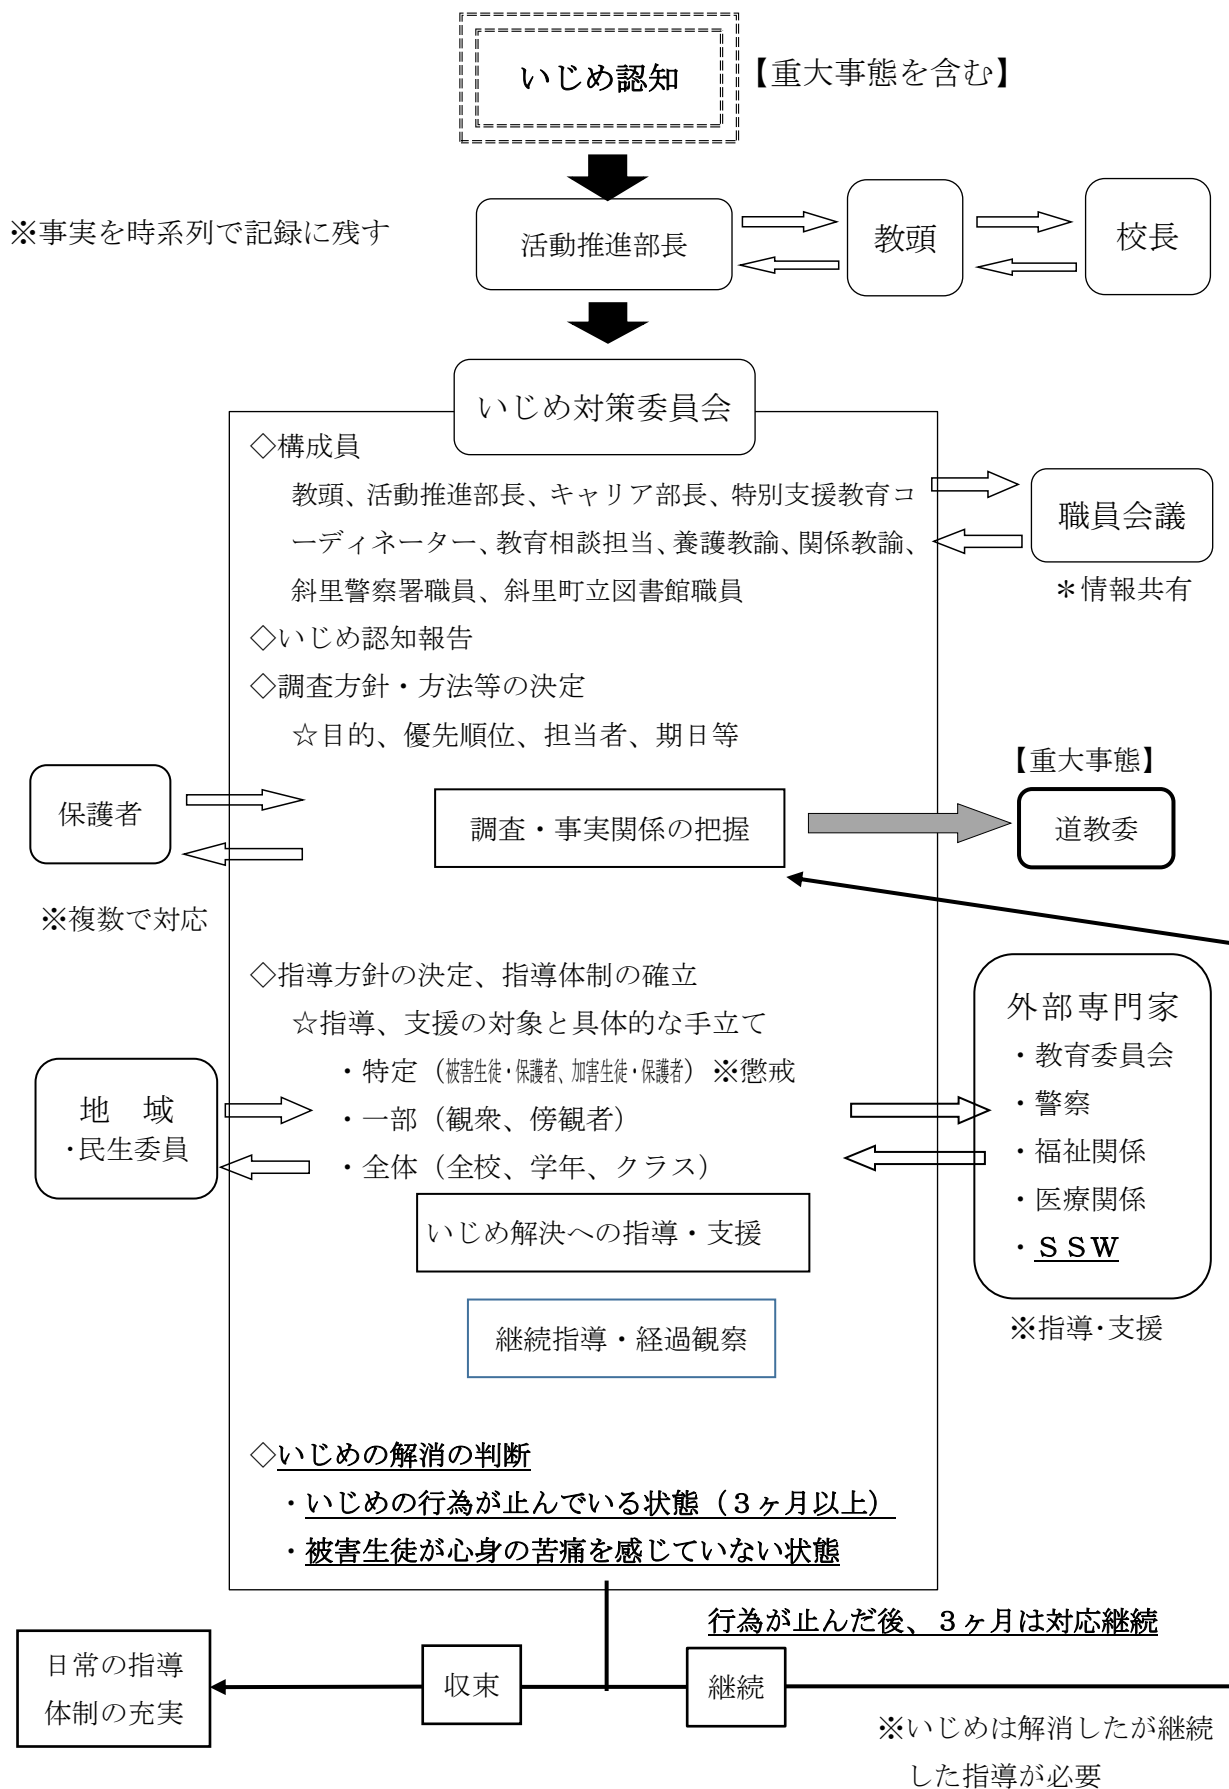 いじめ認知
【重大事態を含む】
※事実を時系列で記録に残す
活動推進部長
教頭
校長
いじめ対策委員会
◇構成員
教頭、活動推進部長、キャリア部長、特別支援教育コ
ーディネーター、教育相談担当、養護教諭、関係教諭、
斜里警察署職員、斜里町立図書館職員
職員会議
＊情報共有
◇いじめ認知報告
◇調査方針・方法等の決定
☆目的、優先順位、担当者、期日等
保護者
※複数で対応
調査・事実関係の把握
【重大事態】
道教委
◇指導方針の決定、指導体制の確立
☆指導、支援の対象と具体的な手立て
・特定（被害生徒・保護者、加害生徒・保護者）※懲戒
・一部（観衆、傍観者）
・全体（全校、学年、クラス）
地　域
・民生委員
外部専門家
・教育委員会
・警察
・福祉関係
・医療関係
・ＳＳＷ
※指導・支援
いじめ解決への指導・支援
継続指導・経過観察
◇いじめの解消の判断
・いじめの行為が止んでいる状態（３ヶ月以上）
・被害生徒が心身の苦痛を感じていない状態
行為が止んだ後、３ヶ月は対応継続
日常の指導
体制の充実
収束
継続
※いじめは解消したが継続
した指導が必要